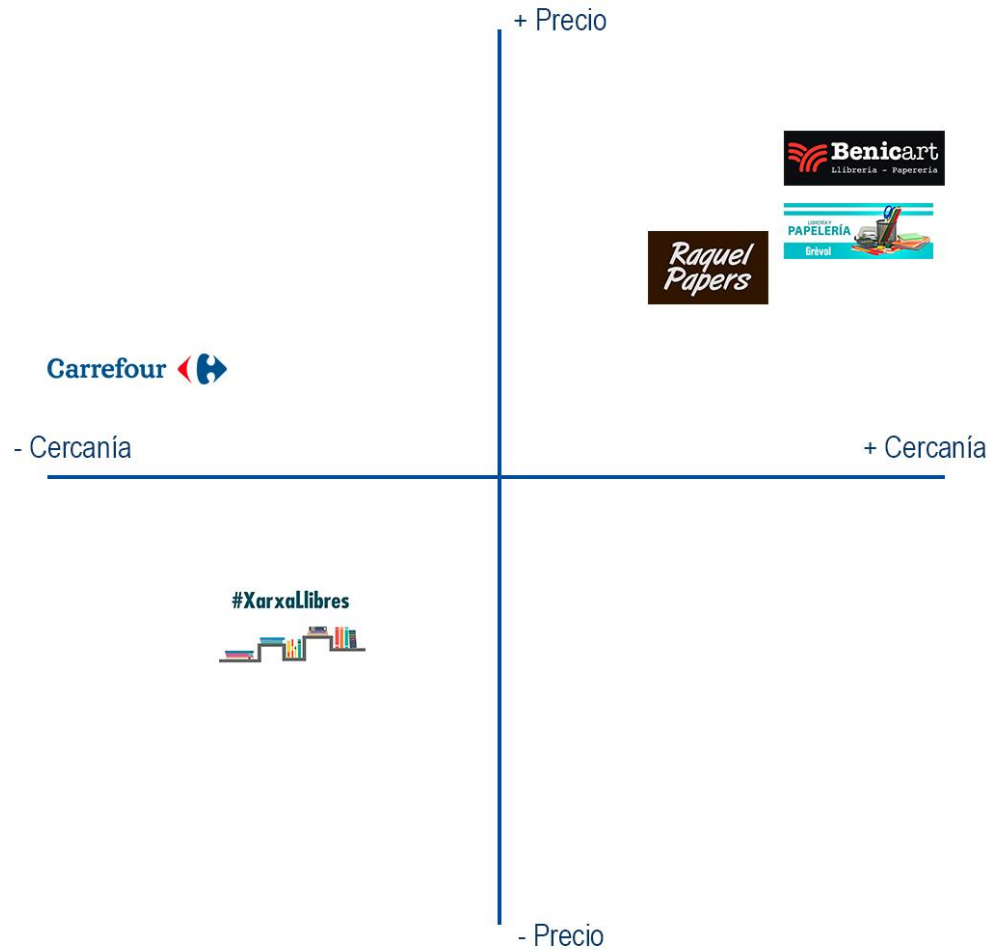 + Precio
Benicart
Llibreria - Papereria
LIBRERÍA Y
PAPELERÍA
Grèvol
Raquel
Papers
Carrefour
- Cercanía
+ Cercanía
#XarxaLlibres
- Precio